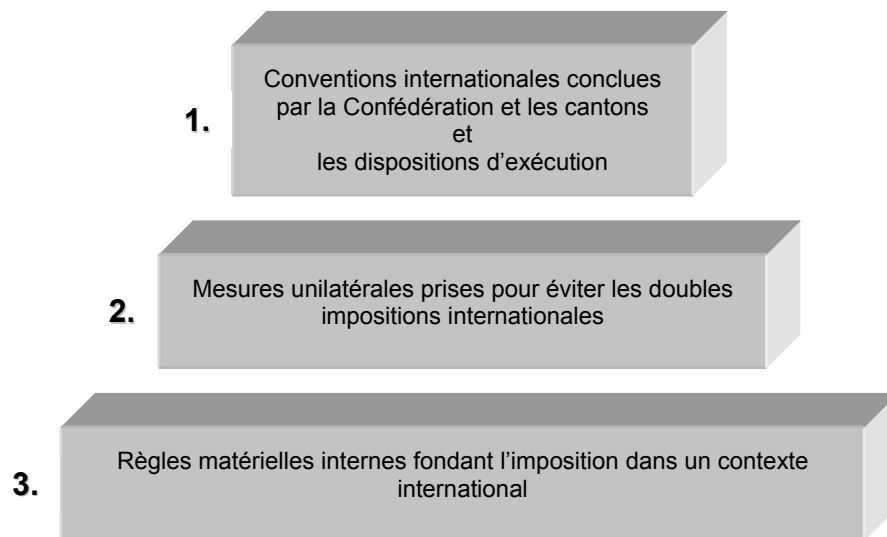 1.
Conventions internationales conclues
par la Confédération et les cantons
et
les dispositions d’exécution
2.
Mesures unilatérales prises pour éviter les doubles
impositions internationales
3.
Règles matérielles internes fondant l’imposition dans un contexte
international